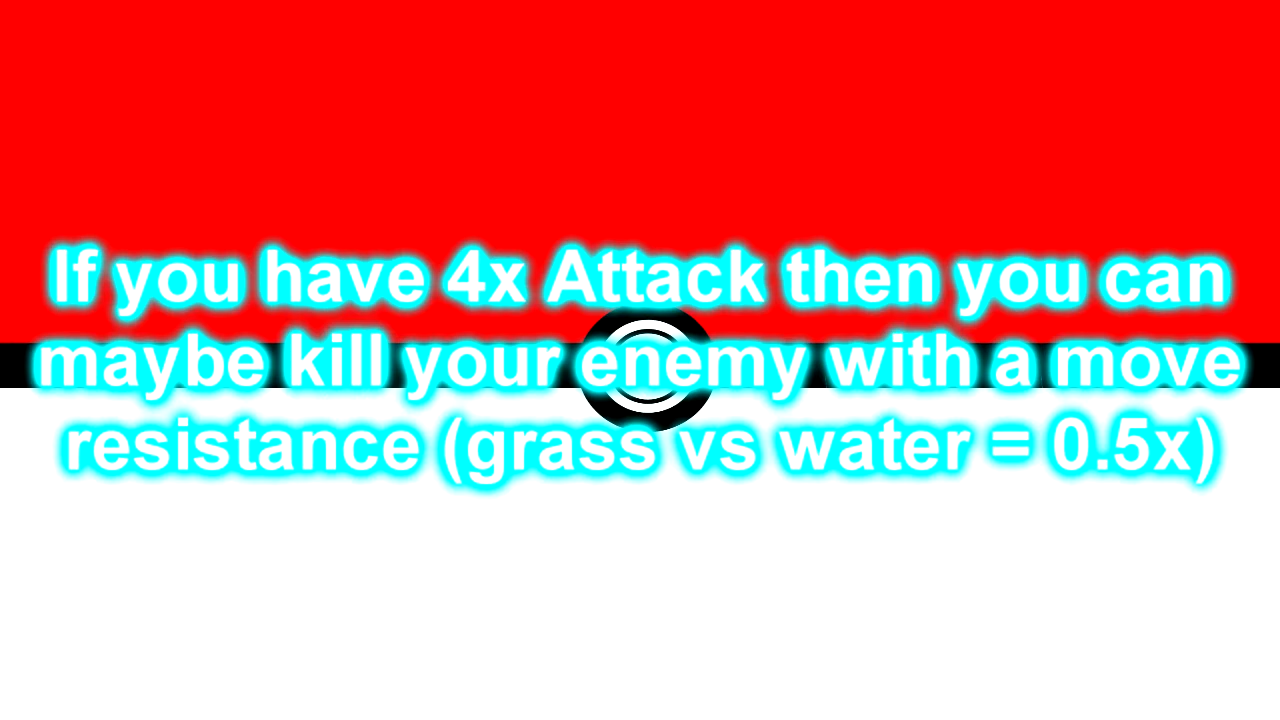 If you have 4x Attack then you can
maybe kill your enemy with a move
resistance (grass vs water = 0.5x)